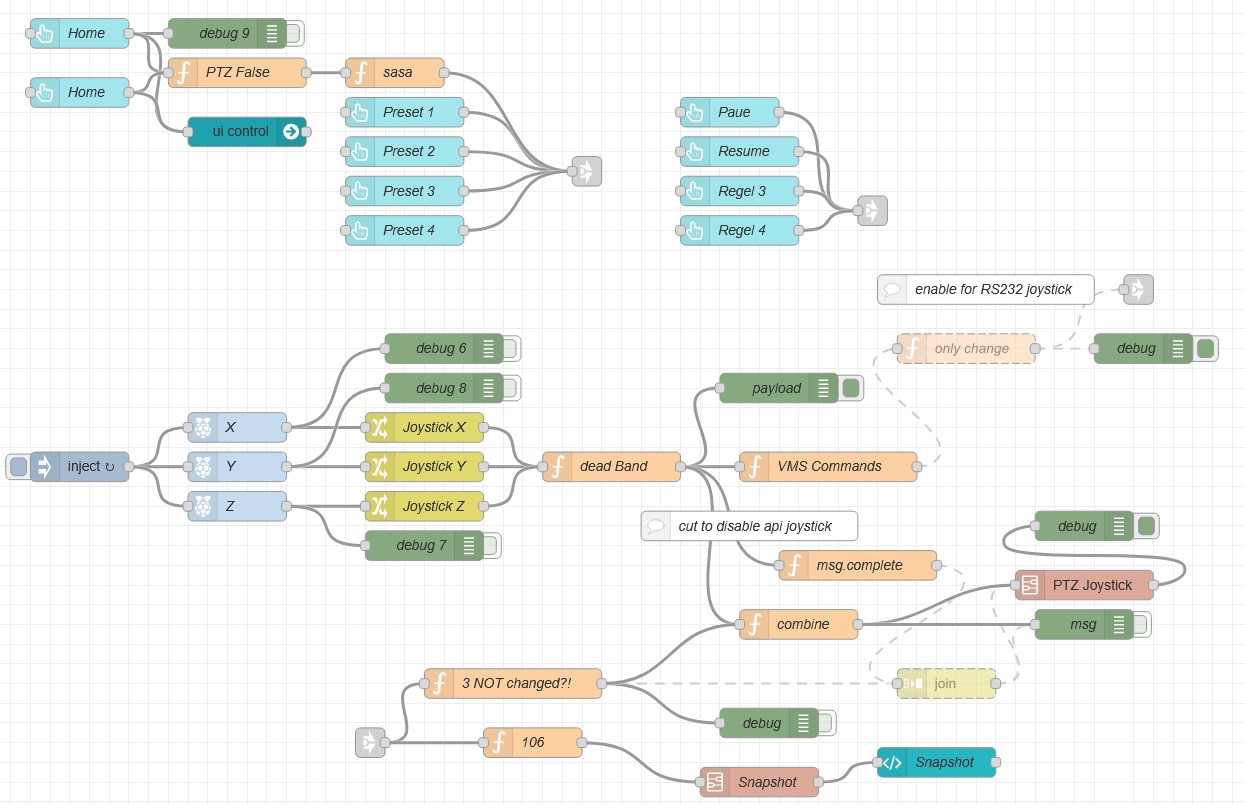 Home
debug 9
PTZ False
sasa
Home
Preset 1
Paue
ui control
Preset 2
Resume
Preset 3
Regel 3
Preset 4
Regel 4
enable for RS232 joystick
debug 6
only change
debug
debug 8
payload
X
Joystick X
inject ↻
Y
Joystick Y
dead Band
VMS Commands
Z
Joystick Z
cut to disable api joystick
debug
debug 7
msg.complete
PTZ Joystick
combine
msg
3 NOT changed?!
join
debug
106
Snapshot
Snapshot